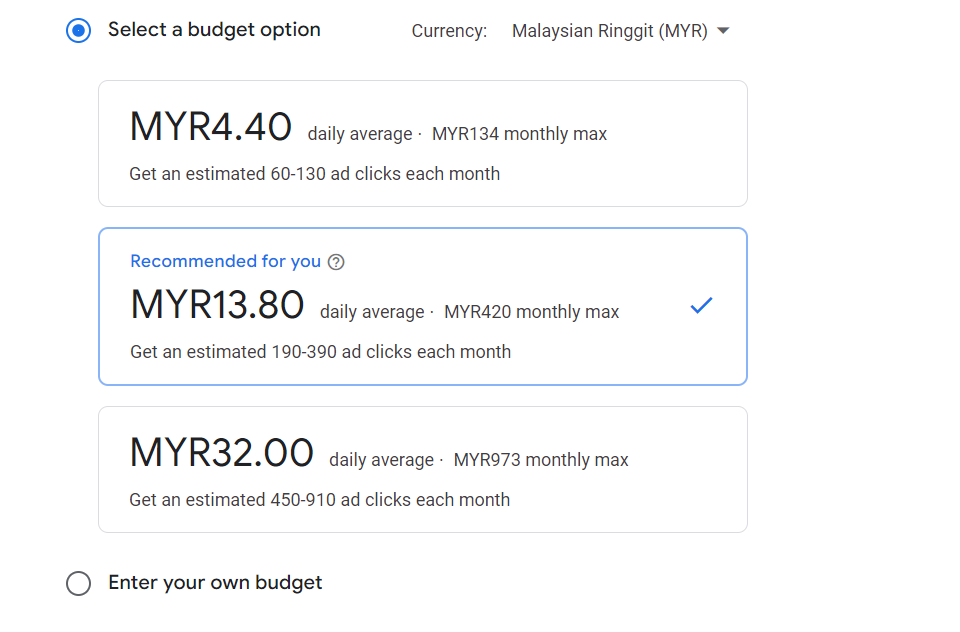 Select a budget option Currency: Malaysian Ringgit (MYR)
MYR4.40 daily average · MYR134 monthly max
Get an estimated 60-130 ad clicks each month
Recommended for you ?
MYR13.80 daily average · MYR420 monthly max
Get an estimated 190-390 ad clicks each month
MYR32.00 daily average · MYR973 monthly max
Get an estimated 450-910 ad clicks each month
Enter your own budget